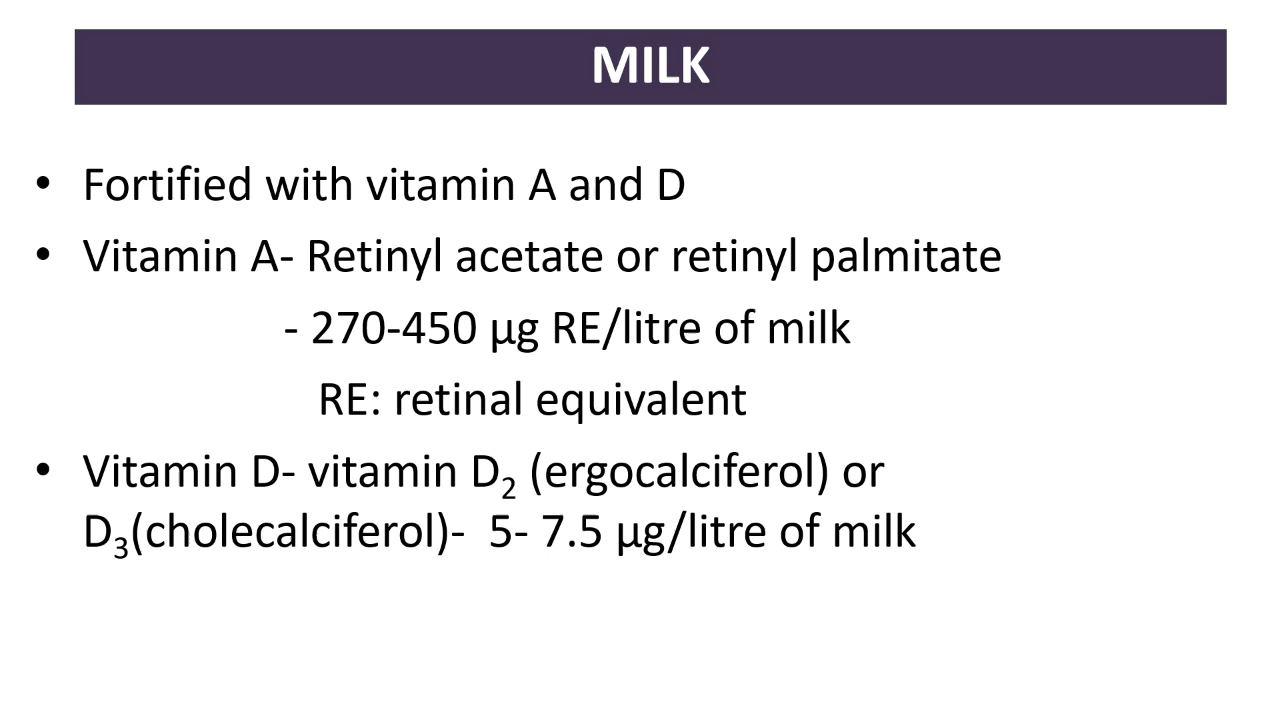 MILK
• Fortified with vitamin A and D
• Vitamin A- Retinyl acetate or retinyl palmitate
- 270-450 µg RE/litre of milk
RE: retinal equivalent
• Vitamin D- vitamin D₂ (ergocalciferol) or
D₃(cholecalciferol)- 5- 7.5 µg/litre of milk